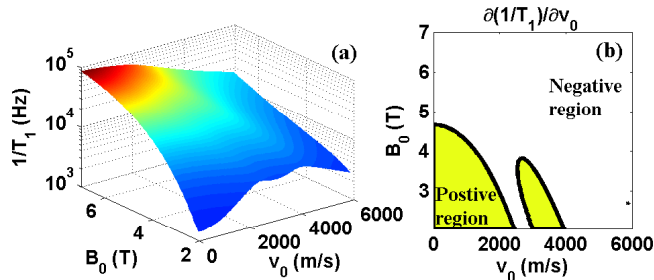 (a)
10^5
10^4
10^3
1/T_1 (Hz)
6
4
2
B_0 (T)
0
2000
4000
6000
v_0 (m/s)
∂(1/T_1)/∂v_0
(b)
7
6
5
4
3
B_0 (T)
Negative
region
Postive
region
0
2000
4000
6000
v_0 (m/s)